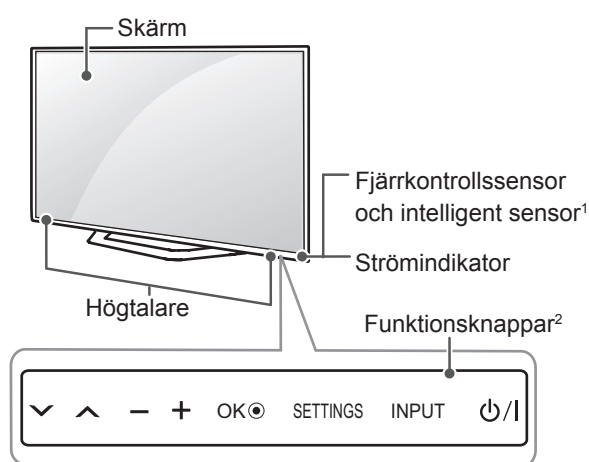 Skärm
Fjärrkontrollssensor
och intelligent sensor1
Strömindikator
Högtalare
Funktionsknappar2
OK SETTINGS INPUT